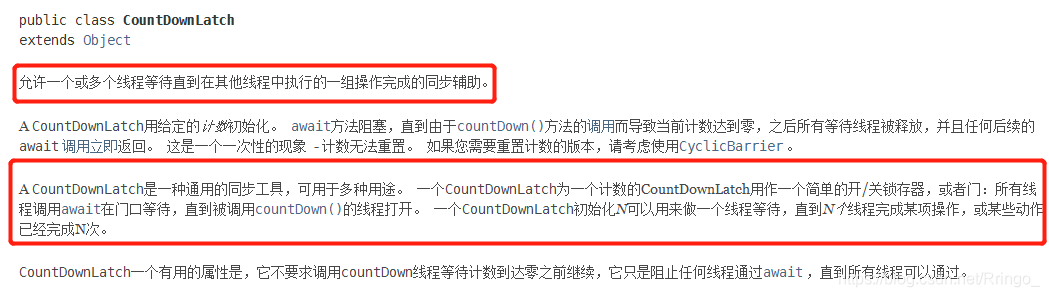 public class CountDownLatch
extends Object
允许一个或多个线程等待直到在其他线程中执行的一组操作完成的同步辅助。
A CountDownLatch用给定的计数初始化。 await方法阻塞，直到由于countDown()方法的调用而导致当前计数达到零，之后所有等待线程被释放，并且任何后续的
await 调用立即返回。 这是一个一次性的现象 - 计数无法重置。 如果您需要重置计数的版本，请考虑使用CyclicBarrier 。
A CountDownLatch是一种通用的同步工具，可用于多种用途。 一个CountDownLatch为一个计数的CountDownLatch用作一个简单的开/关锁存器，或者门：所有线
程调用await在门口等待，直到被调用countDown()的线程打开。 一个CountDownLatch初始化N可以用来做一个线程等待，直到N个线程完成某项操作，或某些动作
已经完成N次。
CountDownLatch一个有用的属性是，它不要求调用countDown线程等待计数到达零之前继续，它只是阻止任何线程通过await ，直到所有线程可以通过。
https://blog.csdn.net/Rringo_